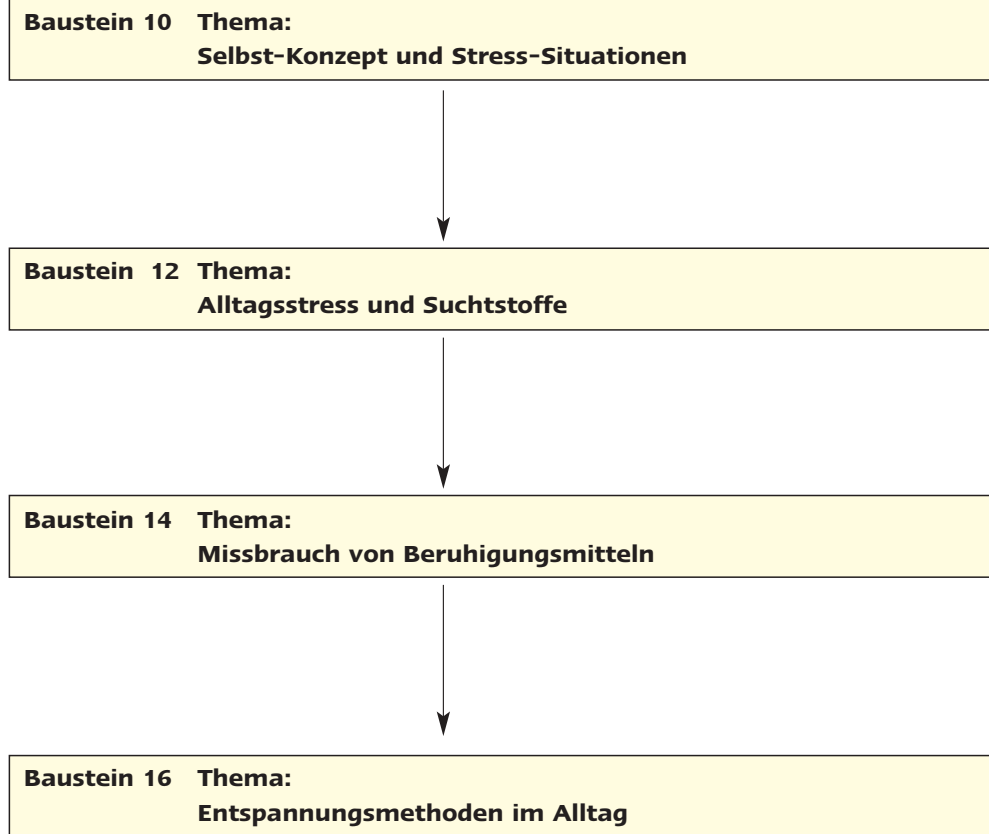 Baustein 10 Thema:
Selbst-Konzept und Stress-Situationen
Baustein 12 Thema:
Alltagsstress und Suchtstoffe
Baustein 14 Thema:
Missbrauch von Beruhigungsmitteln
Baustein 16 Thema:
Entspannungsmethoden im Alltag